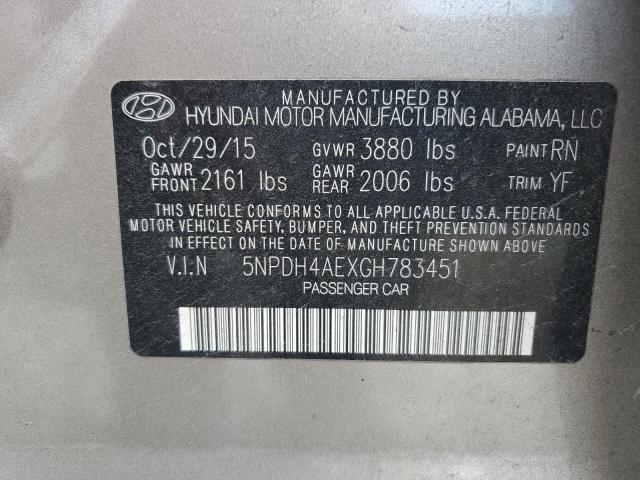 MANUFACTURED BY
HYUNDAI MOTOR MANUFACTURING ALABAMA, LLC
Oct/29/15 GVWR 3880 lbs PAINT RN
GAWR FRONT 2161 lbs GAWR REAR 2006 lbs TRIM YF
THIS VEHICLE CONFORMS TO ALL APPLICABLE U.S.A. FEDERAL
MOTOR VEHICLE SAFETY, BUMPER, AND THEFT PREVENTION STANDARDS
IN EFFECT ON THE DATE OF MANUFACTURE SHOWN ABOVE.
V.I.N 5NPDH4AEXGH783451
PASSENGER CAR